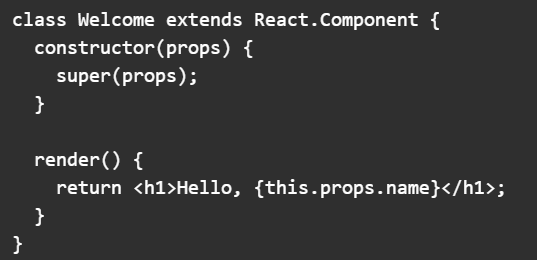 class Welcome extends React.Component {
  constructor(props) {
    super(props);
  }

  render() {
    return <h1>Hello, {this.props.name}</h1>;
  }
}